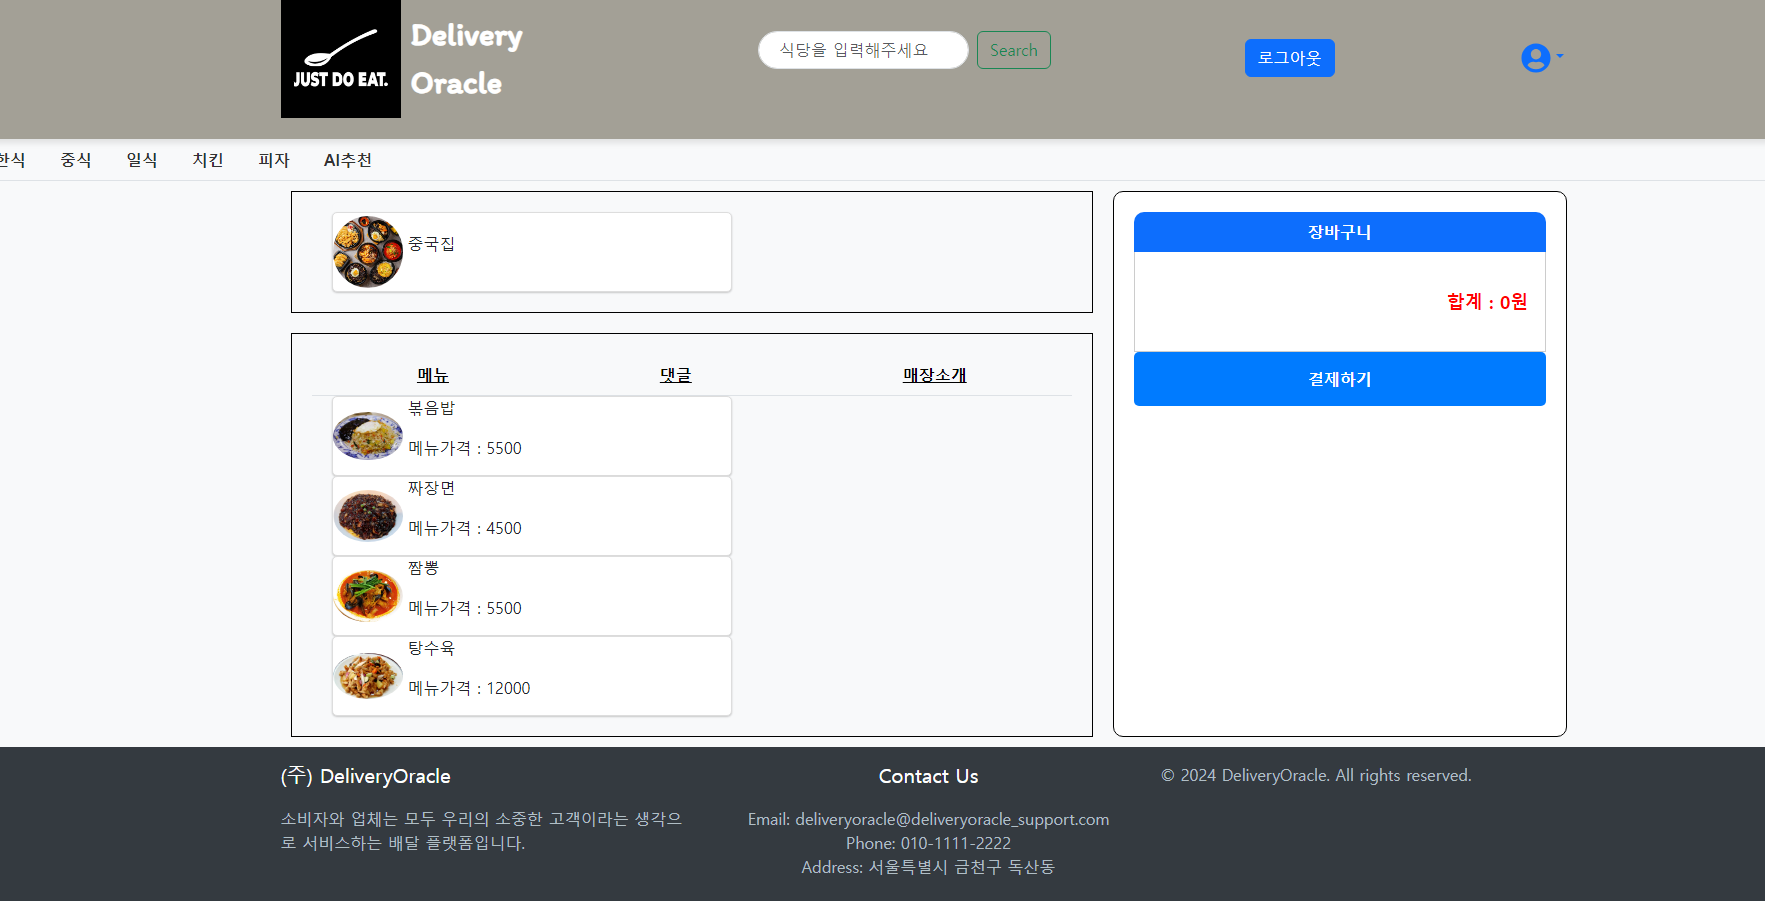 JUST DO EAT.
Delivery
Oracle
식당을 입력해주세요
Search
로그아웃
한식 중식 일식 치킨 피자 AI추천
중국집
메뉴 댓글 매장소개
볶음밥
메뉴가격 : 5500
짜장면
메뉴가격 : 4500
짬뽕
메뉴가격 : 5500
탕수육
메뉴가격 : 12000
장바구니
합계 : 0원
결제하기
(주) DeliveryOracle
소비자와 업체는 모두 우리의 소중한 고객이라는 생각으
로 서비스하는 배달 플랫폼입니다.
Contact Us
Email: deliveryoracle@deliveryoracle_support.com
Phone: 010-1111-2222
Address: 서울특별시 금천구 독산동
© 2024 DeliveryOracle. All rights reserved.